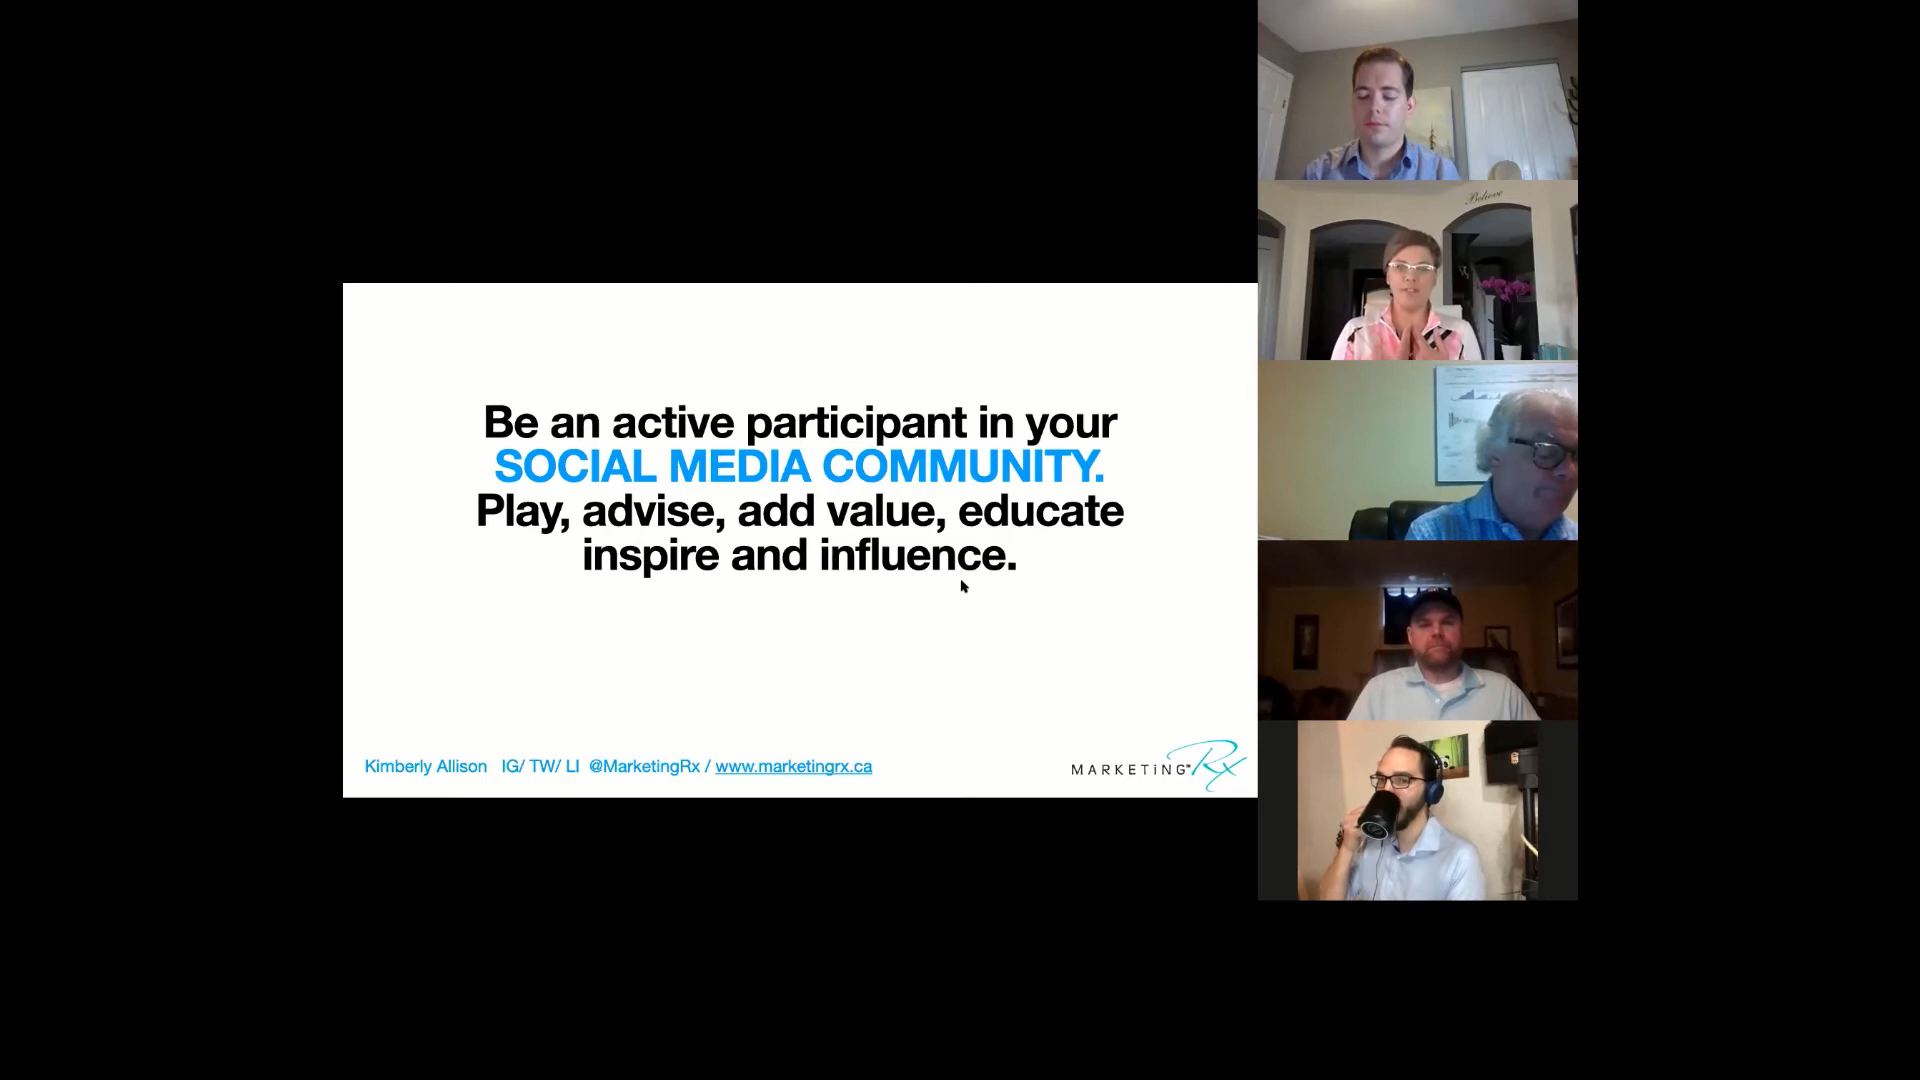 Be an active participant in your
SOCIAL MEDIA COMMUNITY.
Play, advise, add value, educate
inspire and influence.
Kimberly Allison IG/ TW/ LI @MarketingRx / www.marketingrx.ca
MARKETiNG Rx
Believe